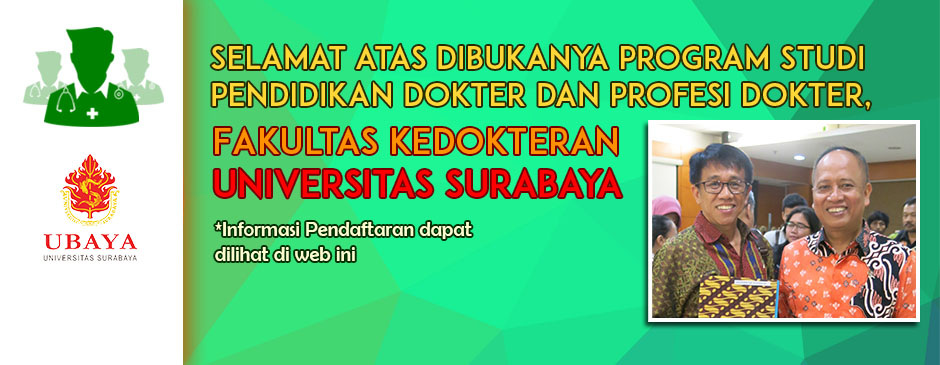 SELAMAT ATAS DIBUKANYA PROGRAM STUDI
PENDIDIKAN DOKTER DAN PROFESI DOKTER,
FAKULTAS KEDOKTERAN
UNIVERSITAS SURABAYA
*Informasi Pendaftaran dapat
dilihat di web ini
UBAYA
UNIVERSITAS SURABAYA